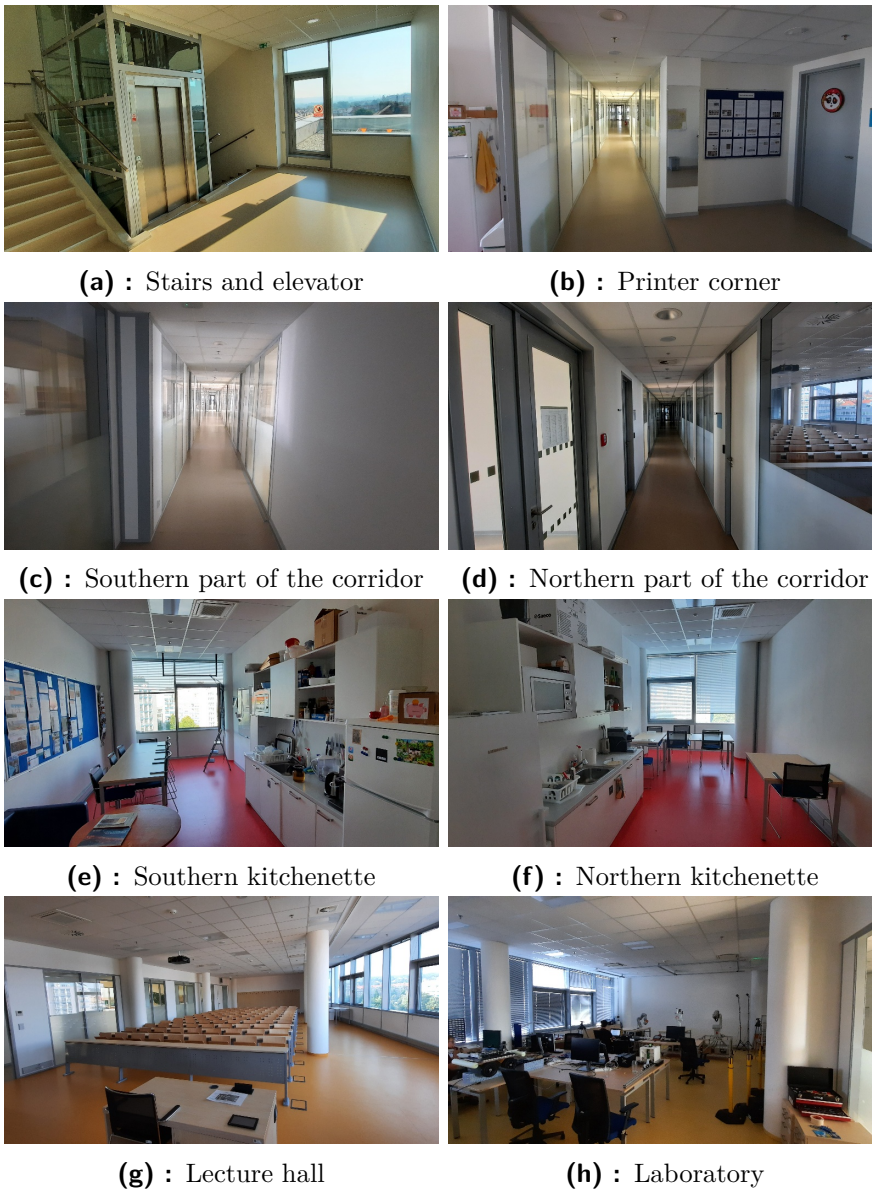 (a) : Stairs and elevator
(b) : Printer corner
(c) : Southern part of the corridor
(d) : Northern part of the corridor
(e) : Southern kitchenette
(f) : Northern kitchenette
(g) : Lecture hall
(h) : Laboratory